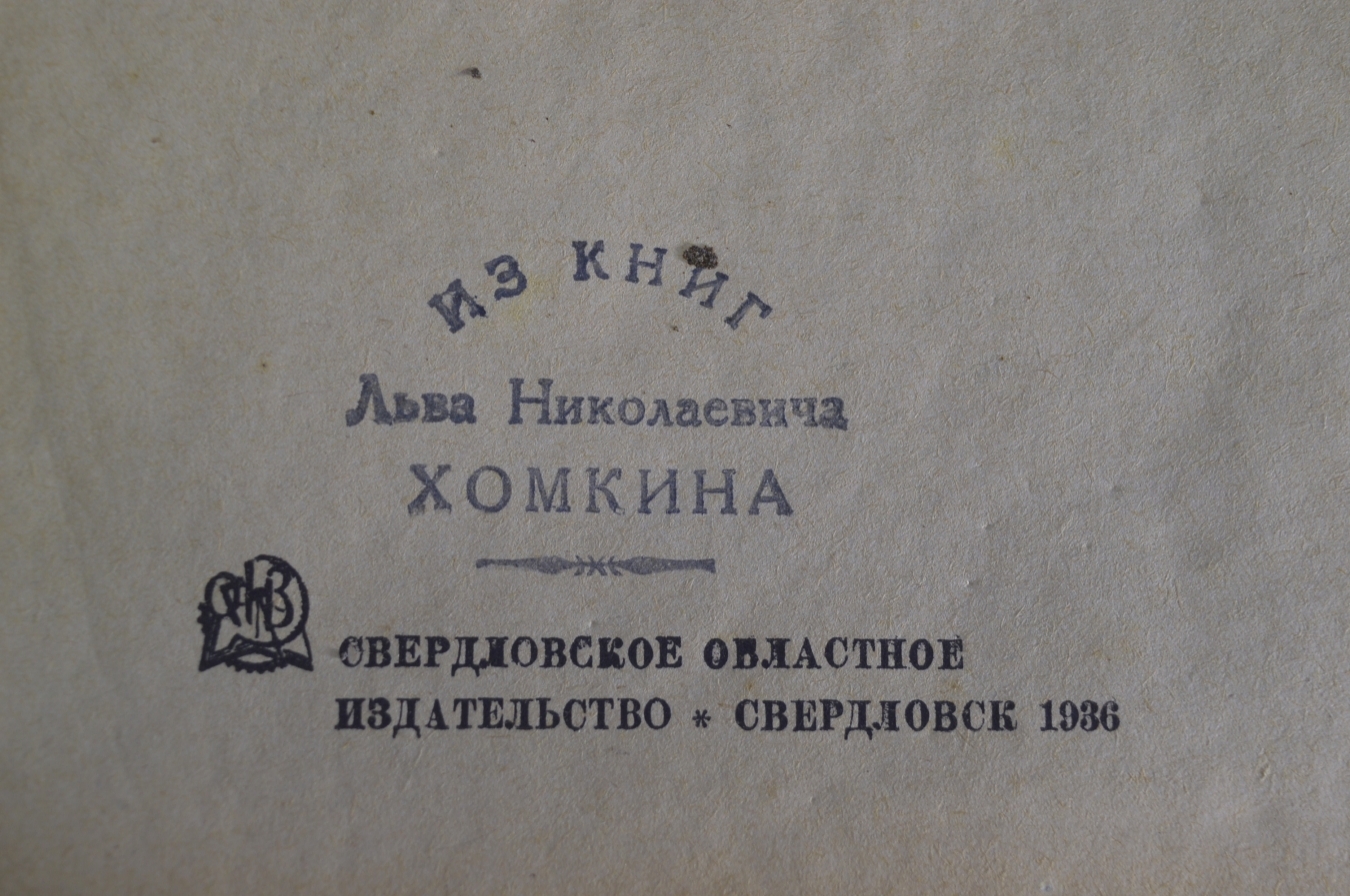 ИЗ КНИГ
Льва Николаевича
ХОМКИНА
СВЕРДЛОВСКОЕ ОБЛАСТНОЕ
ИЗДАТЕЛЬСТВО * СВЕРДЛОВСК 1936